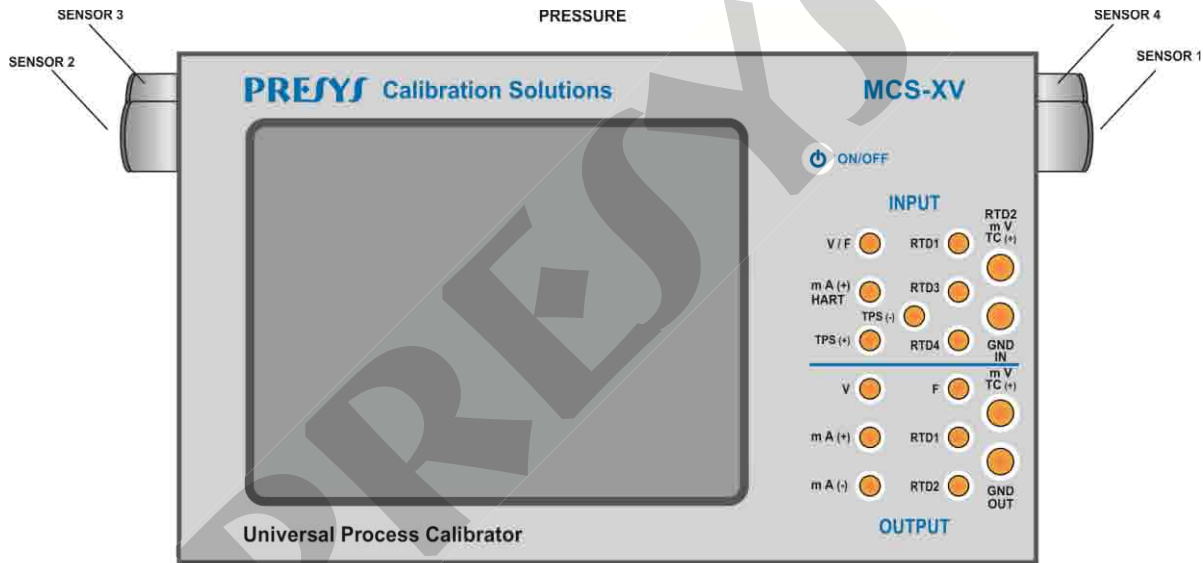 SENSOR 3
PRESSURE
SENSOR 4
SENSOR 2
SENSOR 1
PRESYS Calibration Solutions
MCS-XV
ON/OFF
INPUT
RTD2
m V
TC (+)
V / F
RTD1
m A (+)
HART
RTD3
TPS (-)
TPS (+)
RTD4
GND
IN
m V
TC (+)
V
F
m A (+)
RTD1
m A (-)
RTD2
GND
OUT
Universal Process Calibrator
OUTPUT
PRESYS